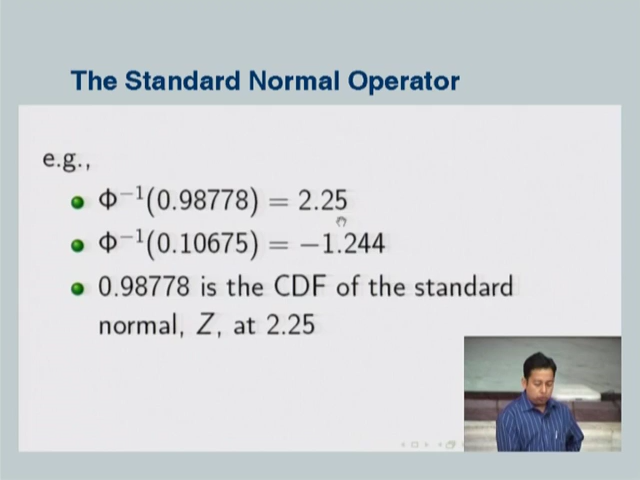 The Standard Normal Operator
e.g.,
Φ⁻¹(0.98778) = 2.25
Φ⁻¹(0.10675) = −1.244
0.98778 is the CDF of the standard
normal, Z, at 2.25